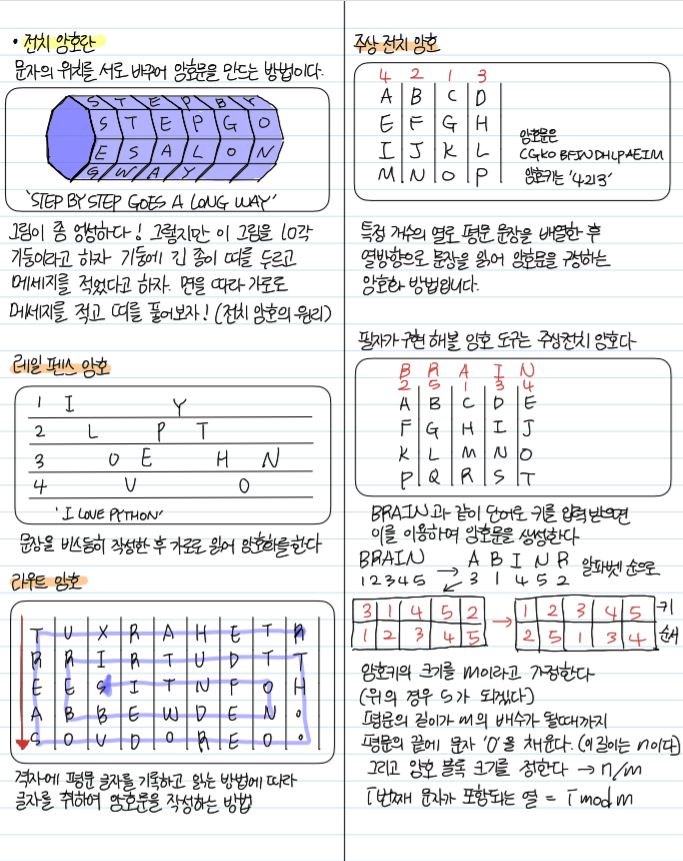 • 전치 암호란
문자의 위치를 서로 바꾸어 암호문을 만드는 방법이다.
S T E P B Y
S T E P G O
E S A L O N
G W A Y
'STEP BY STEP GOES A LONG WAY'
그림이 좀 엉성하다! 그렇지만 이 그림을 10각
기둥이라고 하자 기둥에 긴 종이 띠를 두르고
메세지를 적었다고 하자. 면을 따라 가로로
메세지를 적고 띠를 풀어보자! (전치 암호의 원리)
레일 펜스 암호
1 I Y
2 L P T
3 O E H N
4 V O
'I LOVE PYTHON'
문장을 비스듬히 작성한 후 가로로 읽어 암호화를 한다
라우트 암호
T U X R A H E T R
R R I R T U D T T
E E S I T N F O H
A B B E W D E N 。
S O V D O R E O 。
격자에 평문 글자를 기록하고 읽는 방법에 따라
글자를 취하여 암호문을 작성하는 방법
주상 전치 암호
4 2 1 3
A B C D
E F G H
I J K L
M N O P
암호문은
CGKO BFIN DHLP AEIM
암호키는 '4213'
특정 개수의 열로 평문 문장을 배열한 후
열방향으로 문장을 읽어 암호문을 구성하는
암호화 방법입니다.
필자가 구현해볼 암호 도구는 주상전치 암호다
B R A I N
2 5 1 3 4
A B C D E
F G H I J
K L M N O
P Q R S T
BRAIN과 같이 단어로 키를 입력 받으면
이를 이용하여 암호문을 생성한다
BRAIN → A B I N R 알파벳 순으로
1 2 3 4 5 3 1 4 5 2
3 1 4 5 2 → 1 2 3 4 5 키
1 2 3 4 5 2 5 1 3 4 순서
암호키의 크기를 m이라고 가정한다
(위의 경우 5가 되겠다)
평문의 길이가 m의 배수가 될때까지
평문의 끝에 문자 '0'을 채운다. (이 길이는 n이다)
그리고 암호 블록 크기를 정한다 → n/m
I번째 문자가 포함되는 열 = I mod m